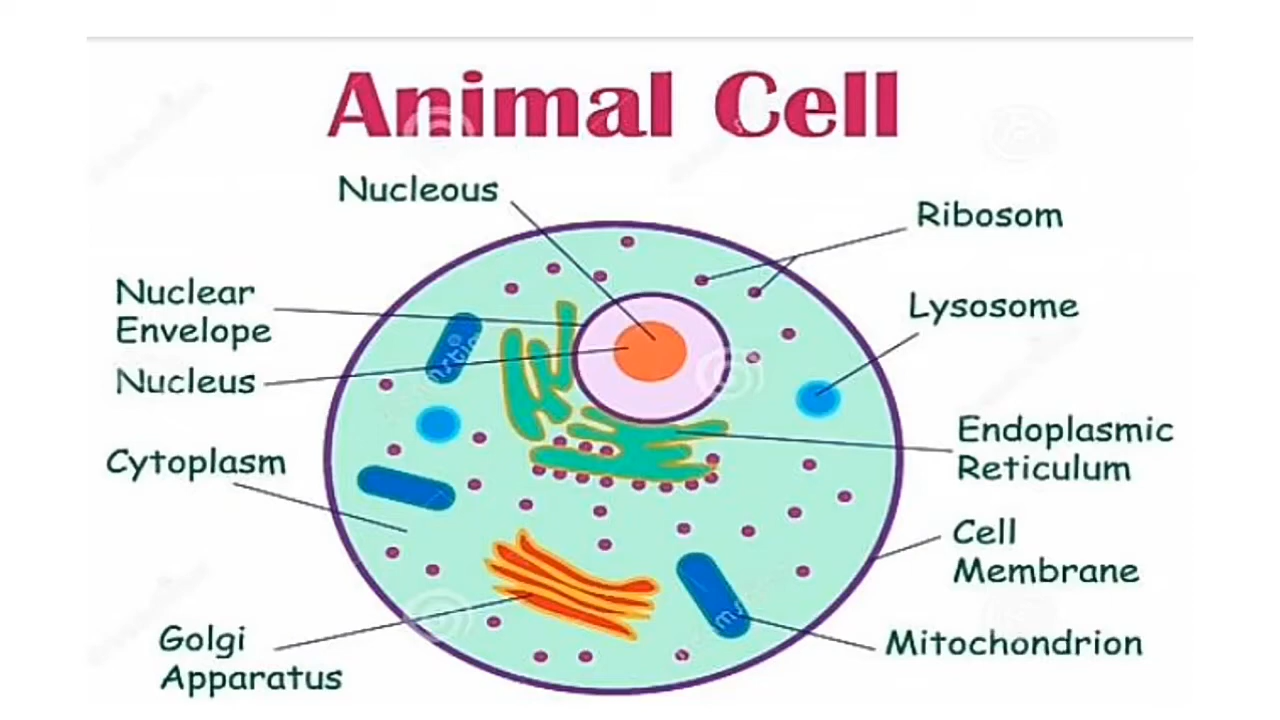 Animal Cell
Nucleous
Ribosom
Nuclear
Envelope
Lysosome
Nucleus
Endoplasmic
Reticulum
Cytoplasm
Cell
Membrane
Golgi
Apparatus
Mitochondrion